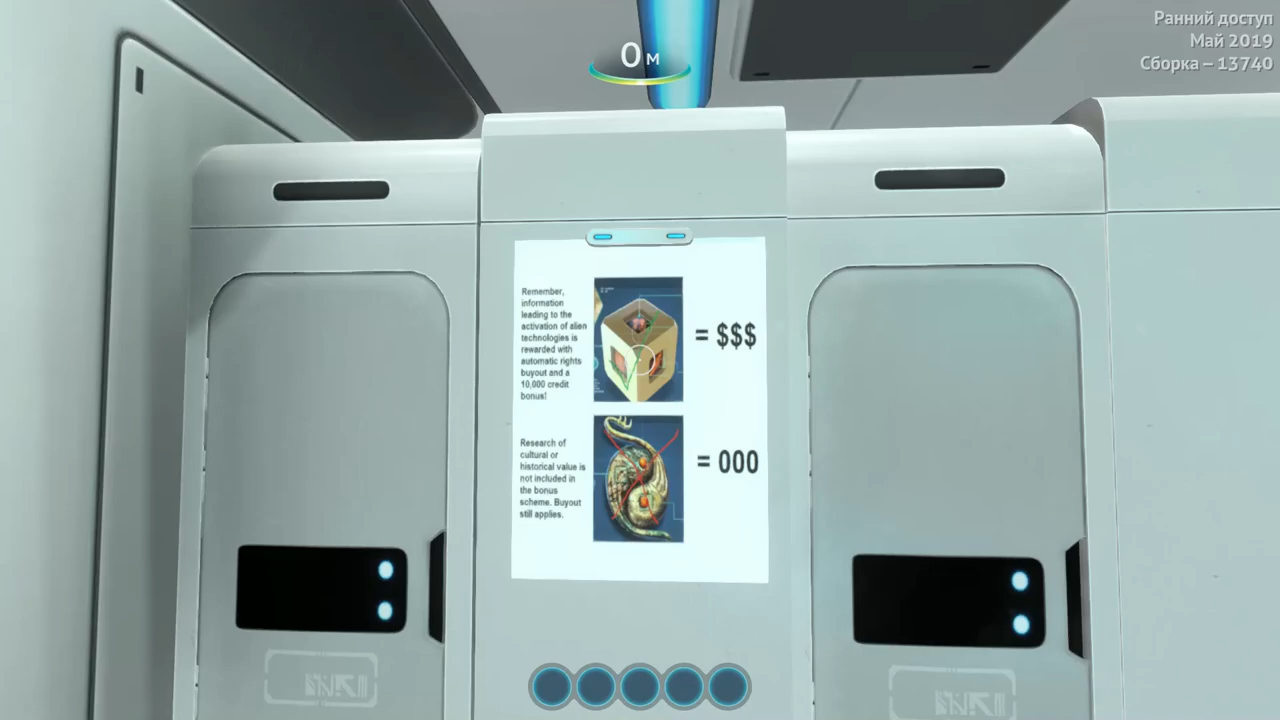 Ранний доступ
Май 2019
Сборка – 13740
0 м
Remember,
information
leading to the
activation of alien
technologies is
rewarded with
automatic rights
buyout and a
10,000 credit
bonus!
= $$$
Research of
cultural or
historical value is
not included in
the bonus
scheme. Buyout
still applies.
= 000